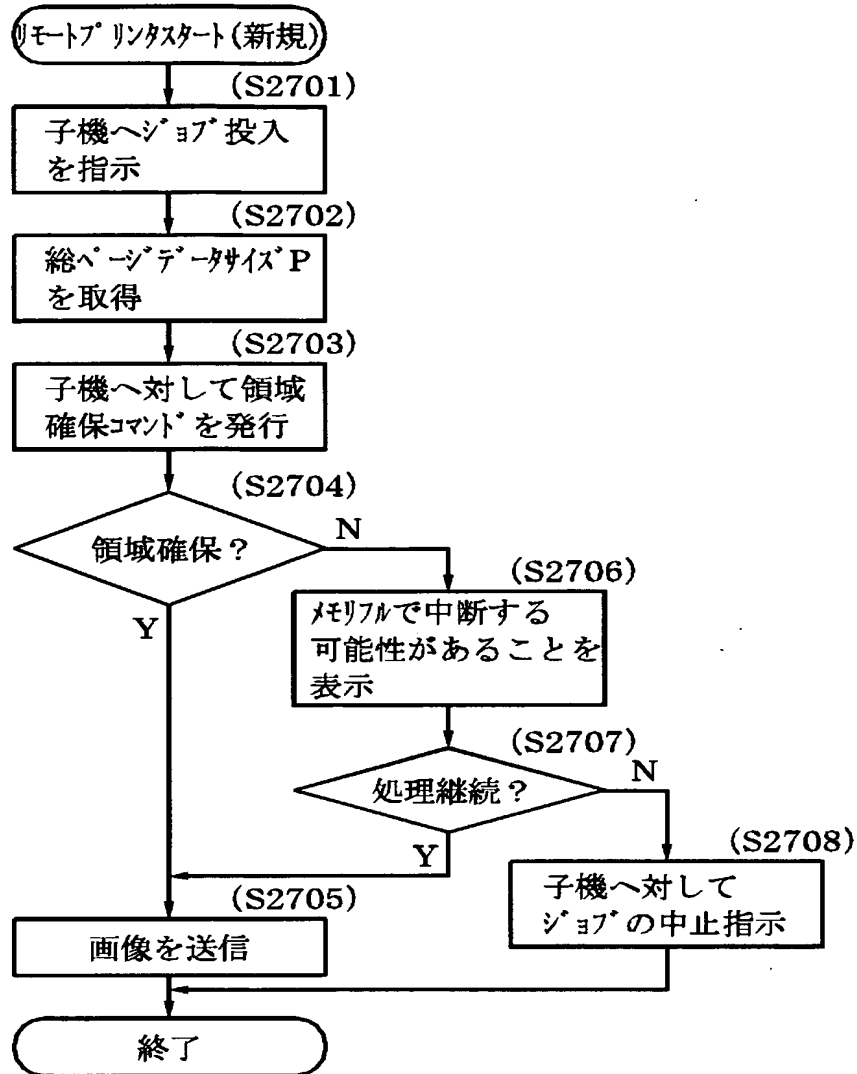 リモートプリンタスタート(新規)
(S2701)
子機へジョブ投入
を指示
(S2702)
総ページデータサイズP
を取得
(S2703)
子機へ対して領域
確保コマンドを発行
(S2704)
領域確保？
N
Y
(S2706)
メモリフルで中断する
可能性があることを
表示
(S2707)
処理継続？
N
Y
(S2708)
子機へ対して
ジョブの中止指示
(S2705)
画像を送信
終了